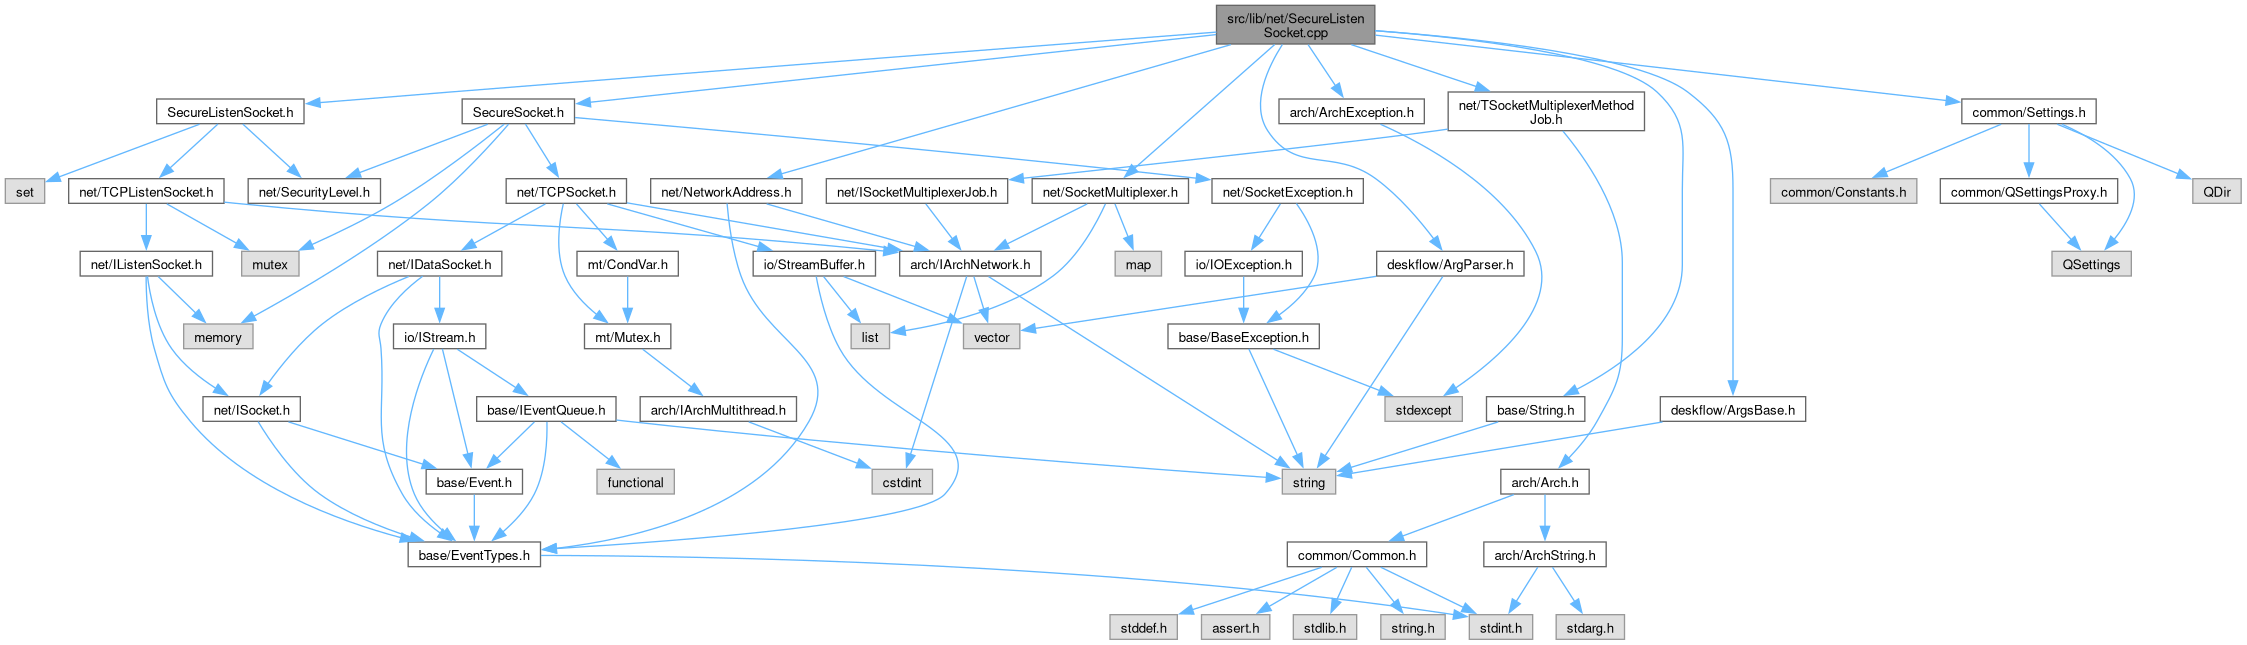 src/lib/net/SecureListen
Socket.cpp
SecureListenSocket.h
SecureSocket.h
arch/ArchException.h
net/TSocketMultiplexerMethod
Job.h
common/Settings.h
set
net/TCPListenSocket.h
net/SecurityLevel.h
net/TCPSocket.h
net/NetworkAddress.h
net/ISocketMultiplexerJob.h
net/SocketMultiplexer.h
net/SocketException.h
common/Constants.h
common/QSettingsProxy.h
QDir
net/IListenSocket.h
mutex
net/IDataSocket.h
mt/CondVar.h
io/StreamBuffer.h
arch/IArchNetwork.h
map
io/IOException.h
deskflow/ArgParser.h
QSettings
memory
io/IStream.h
mt/Mutex.h
list
vector
base/BaseException.h
net/ISocket.h
base/IEventQueue.h
arch/IArchMultithread.h
stdexcept
base/String.h
deskflow/ArgsBase.h
base/Event.h
functional
cstdint
string
arch/Arch.h
base/EventTypes.h
common/Common.h
arch/ArchString.h
stddef.h
assert.h
stdlib.h
string.h
stdint.h
stdarg.h